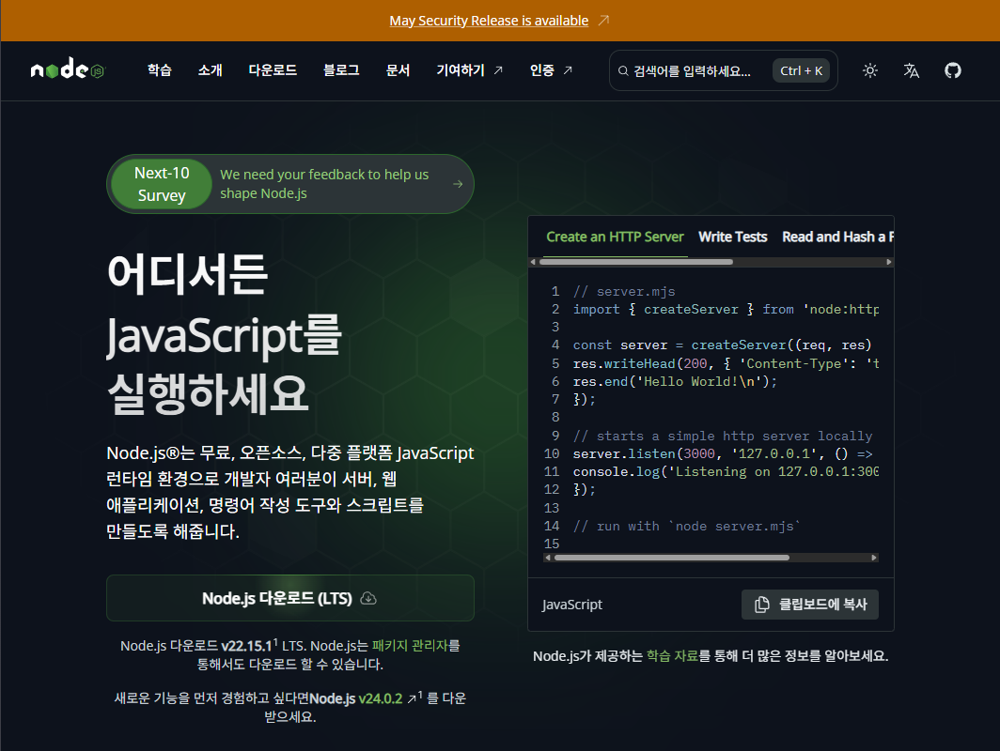 May Security Release is available
node
JS
학습 소개 다운로드 블로그 문서 기여하기 인증 검색어를 입력하세요... Ctrl + K
Next-10
Survey
We need your feedback to help us
shape Node.js
어디서든
JavaScript를
실행하세요
Node.js®는 무료, 오픈소스, 다중 플랫폼 JavaScript
런타임 환경으로 개발자 여러분이 서버, 웹
애플리케이션, 명령어 작성 도구와 스크립트를
만들도록 해줍니다.
Node.js 다운로드 (LTS)
Node.js 다운로드 v22.15.1¹ LTS. Node.js는 패키지 관리자를
통해서도 다운로드 할 수 있습니다.
새로운 기능을 먼저 경험하고 싶다면Node.js v24.0.2 ↗¹ 를 다운
받으세요.
Create an HTTP Server Write Tests Read and Hash a F
1 // server.mjs
2 import { createServer } from 'node:http
3
4 const server = createServer((req, res)
5 res.writeHead(200, { 'Content-Type': 't
6 res.end('Hello World!\n');
7 });
8
9 // starts a simple http server locally
10 server.listen(3000, '127.0.0.1', () =>
11 console.log('Listening on 127.0.0.1:300
12 });
13
14 // run with `node server.mjs`
15
JavaScript 클립보드에 복사
Node.js가 제공하는 학습 자료를 통해 더 많은 정보를 알아보세요.